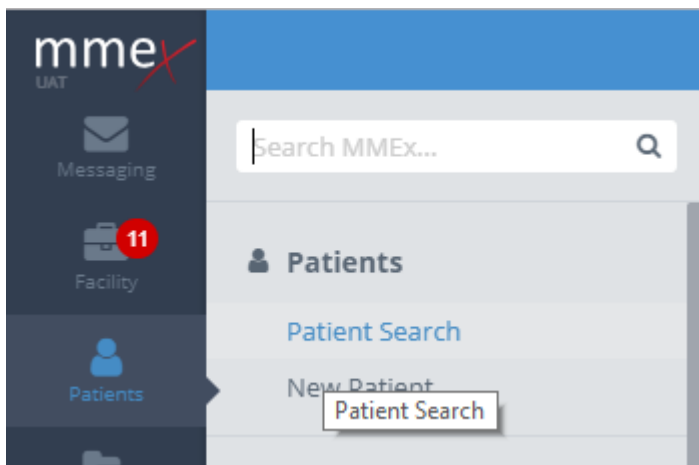 mmex
UAT
Messaging
11
Facility
Patients
Search MMEx...
Patients
Patient Search
New Patient
Patient Search